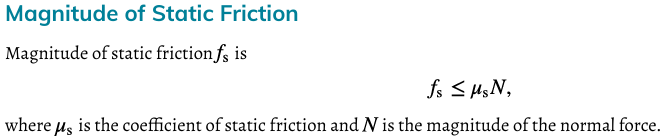 Magnitude of Static Friction
Magnitude of static friction fₛ is
fₛ ≤ μₛN,
where μₛ is the coefficient of static friction and N is the magnitude of the normal force.